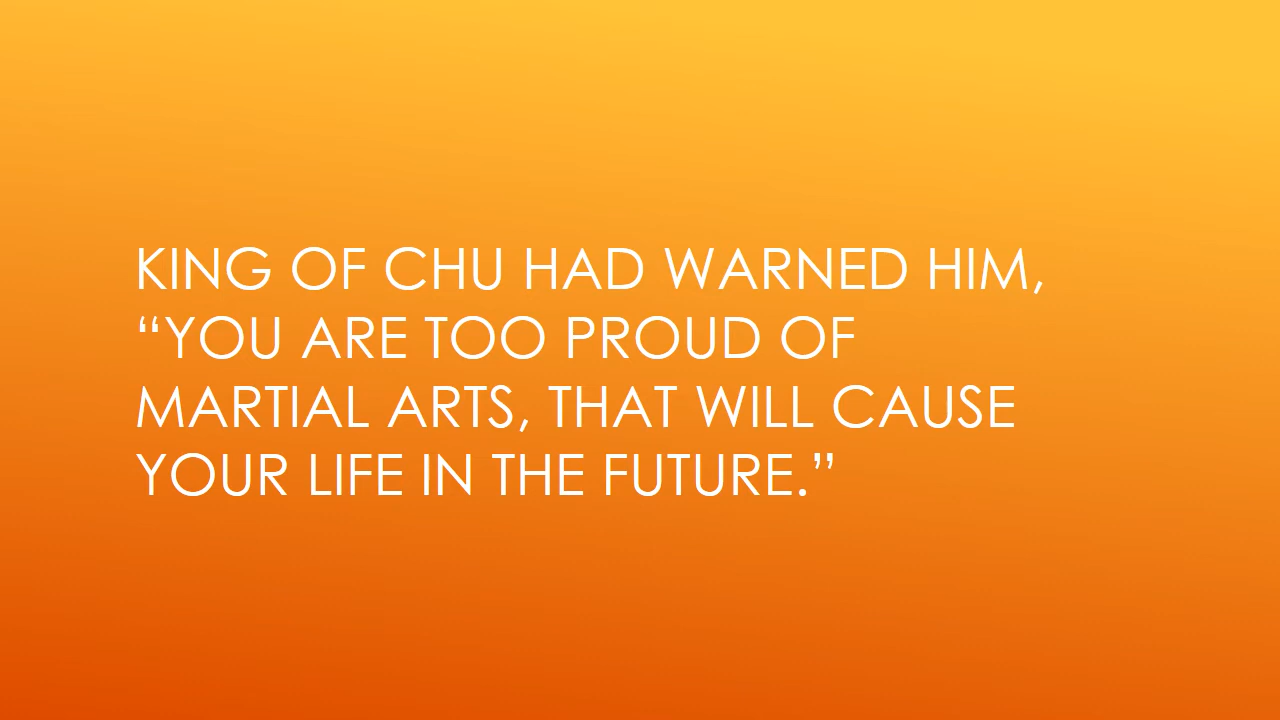 KING OF CHU HAD WARNED HIM,
“YOU ARE TOO PROUD OF
MARTIAL ARTS, THAT WILL CAUSE
YOUR LIFE IN THE FUTURE.”